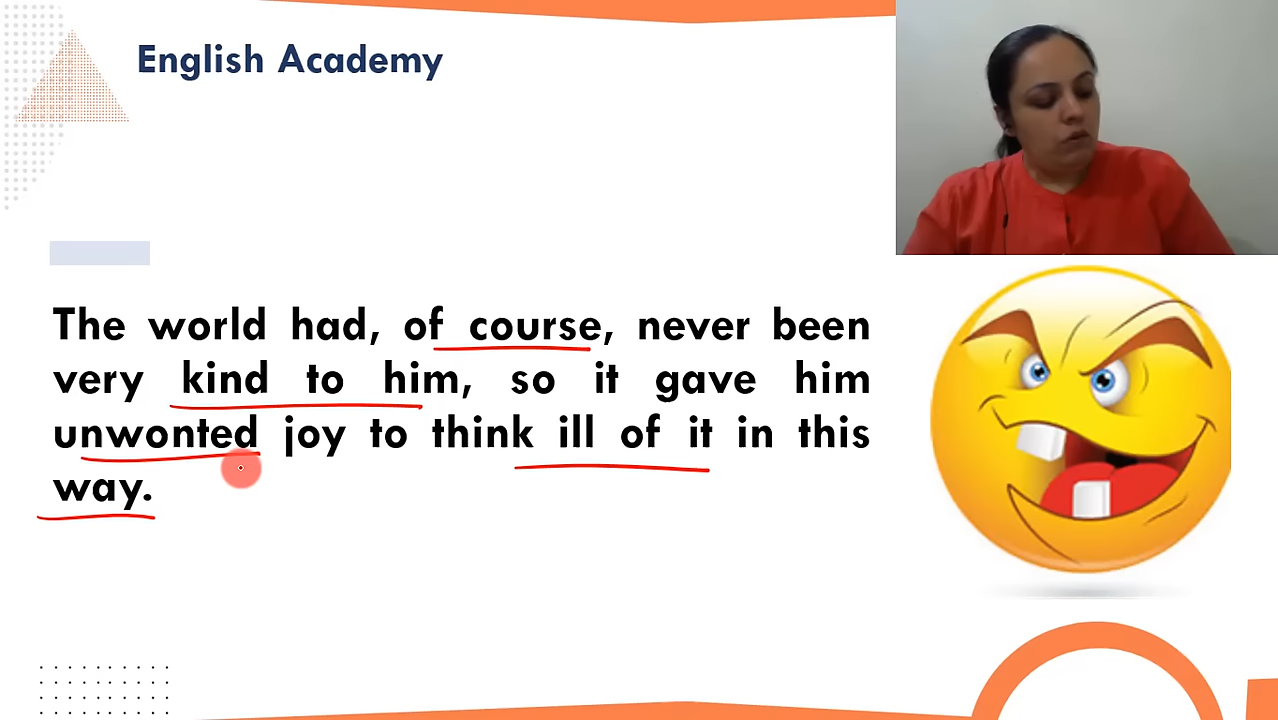 English Academy
The world had, of course, never been
very kind to him, so it gave him
unwonted joy to think ill of it in this
way.